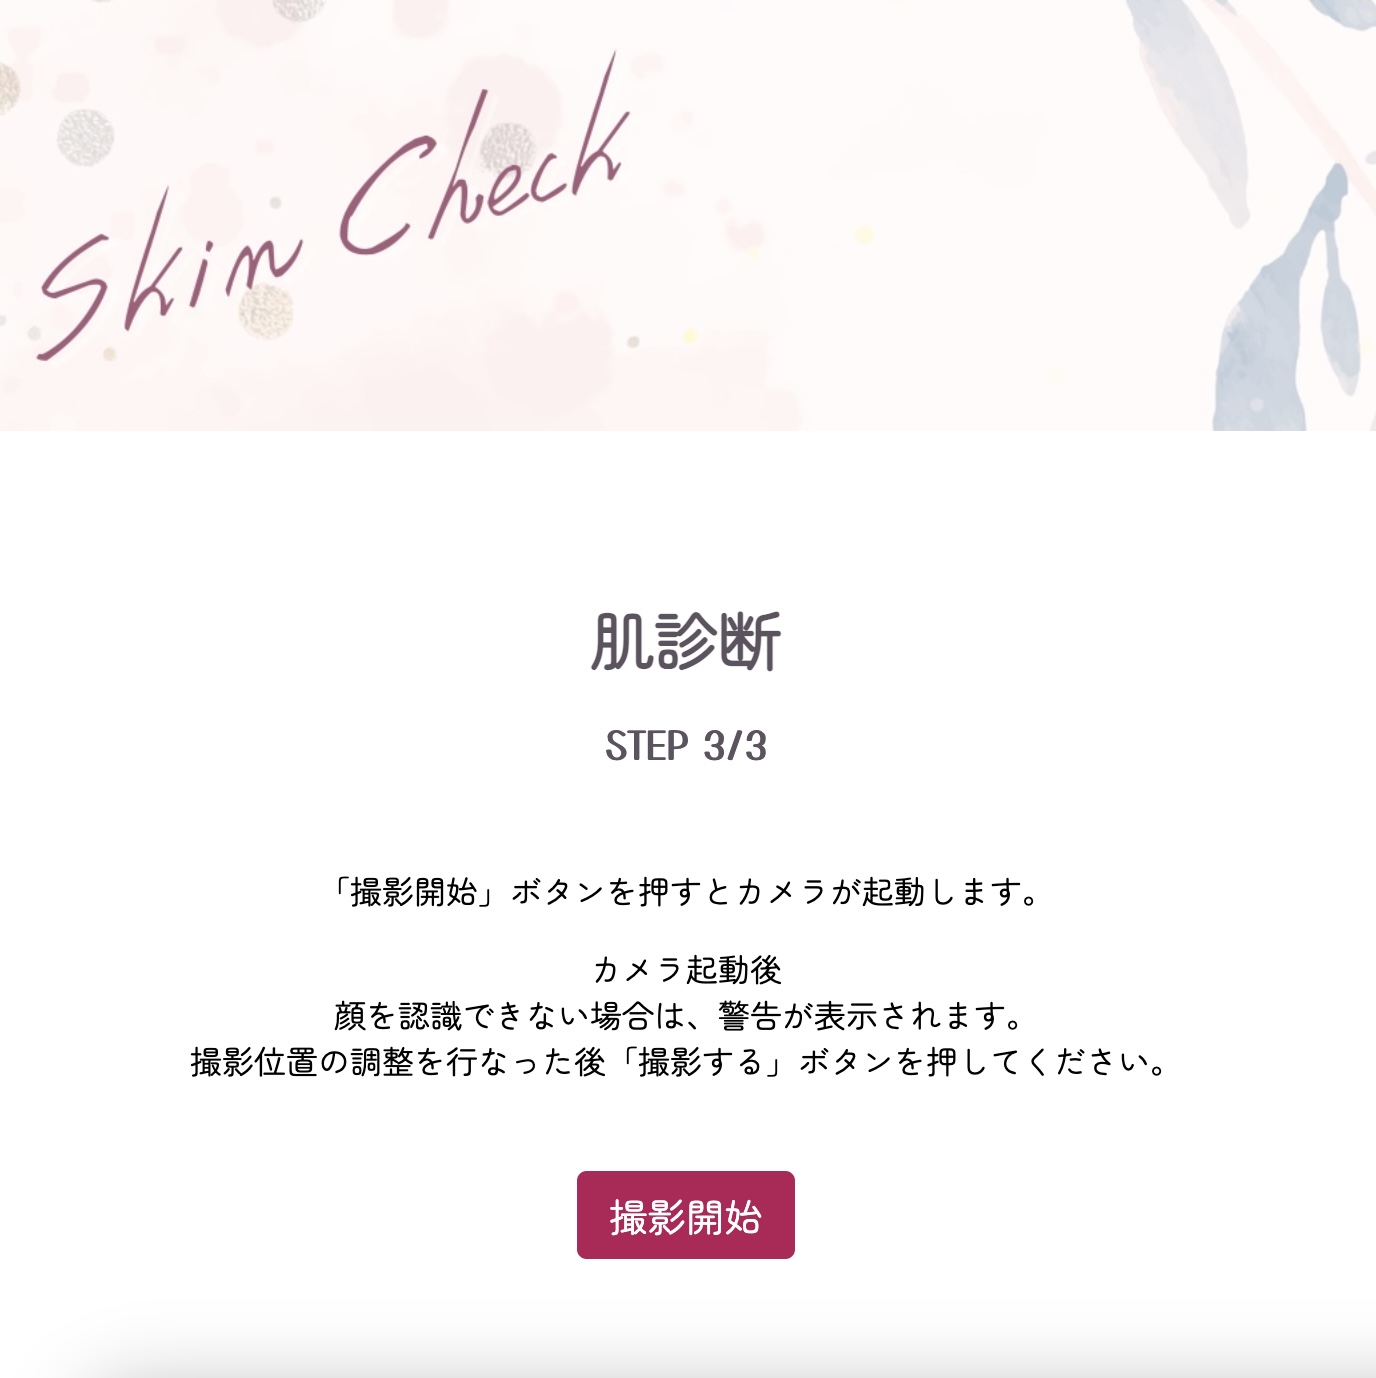 Skin Check
肌診断
STEP 3/3
「撮影開始」ボタンを押すとカメラが起動します。
カメラ起動後
顔を認識できない場合は、警告が表示されます。
撮影位置の調整を行なった後「撮影する」ボタンを押してください。
撮影開始